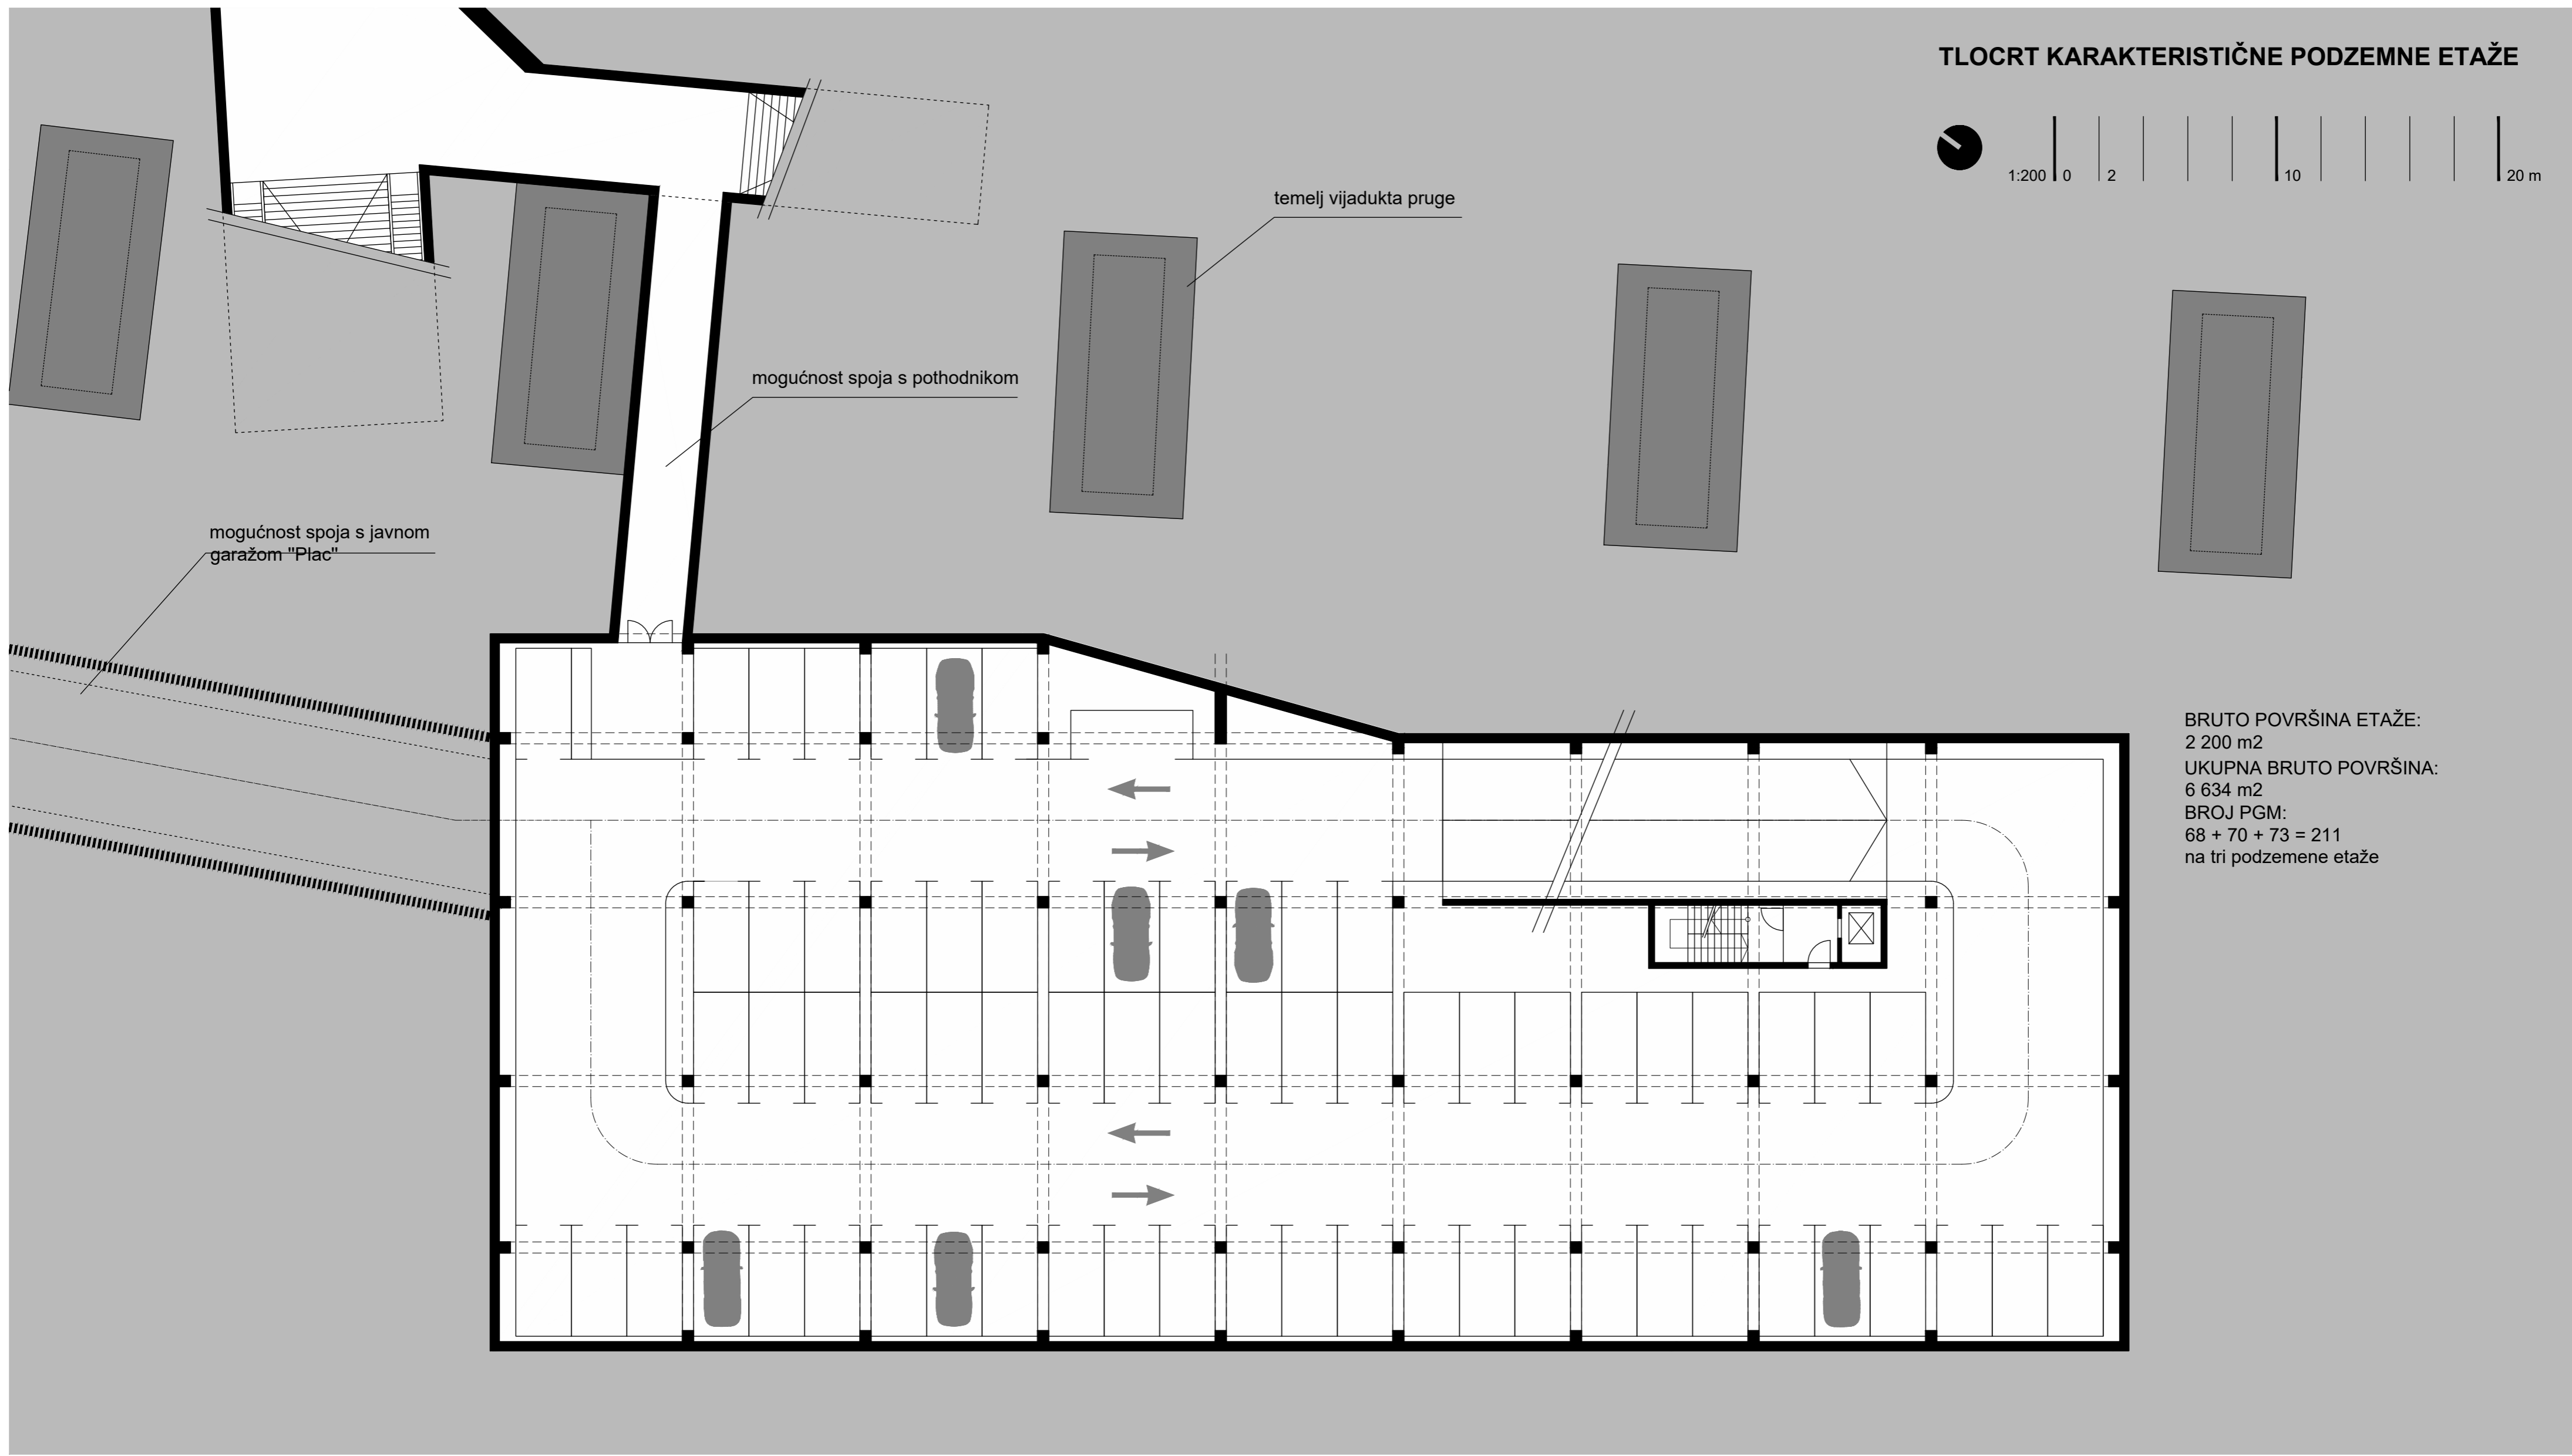 TLOCRT KARAKTERISTIČNE PODZEMNE ETAŽE
1:200 0 2 10 20 m
temelj vijadukta pruge
mogućnost spoja s pothodnikom
mogućnost spoja s javnom
garažom "Plac"
BRUTO POVRŠINA ETAŽE:
2 200 m2
UKUPNA BRUTO POVRŠINA:
6 634 m2
BROJ PGM:
68 + 70 + 73 = 211
na tri podzemene etaže